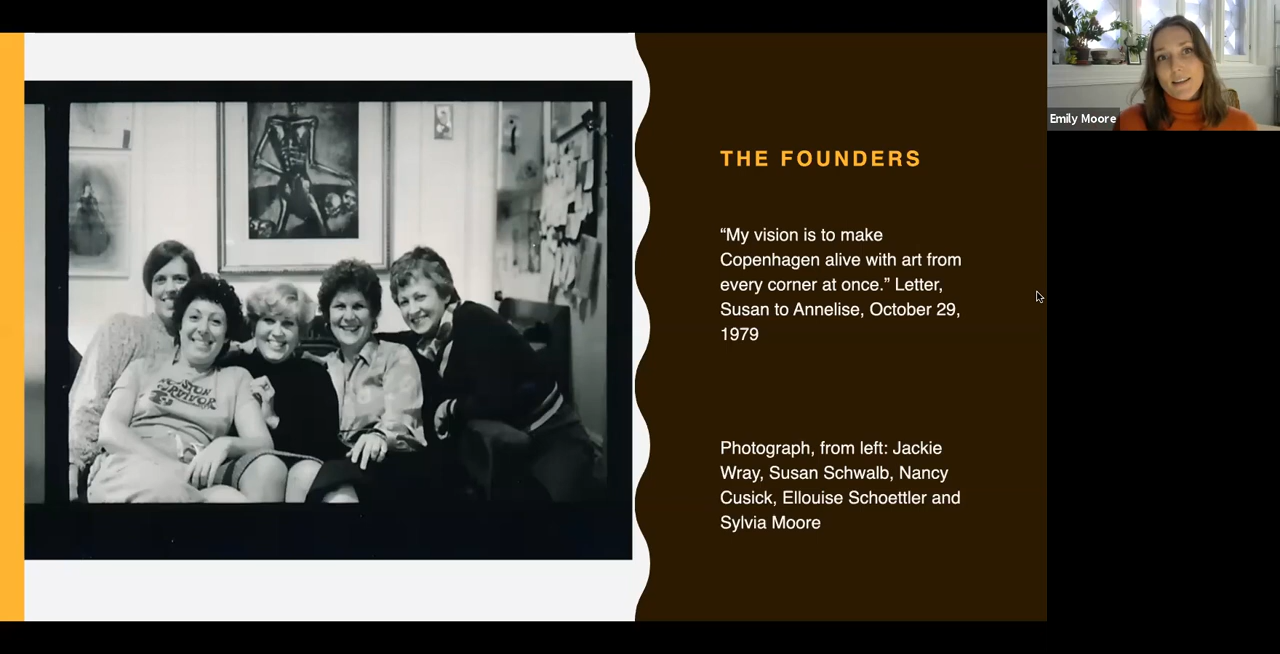 THE FOUNDERS
“My vision is to make
Copenhagen alive with art from
every corner at once.” Letter,
Susan to Annelise, October 29,
1979
Photograph, from left: Jackie
Wray, Susan Schwalb, Nancy
Cusick, Ellouise Schoettler and
Sylvia Moore
Emily Moore